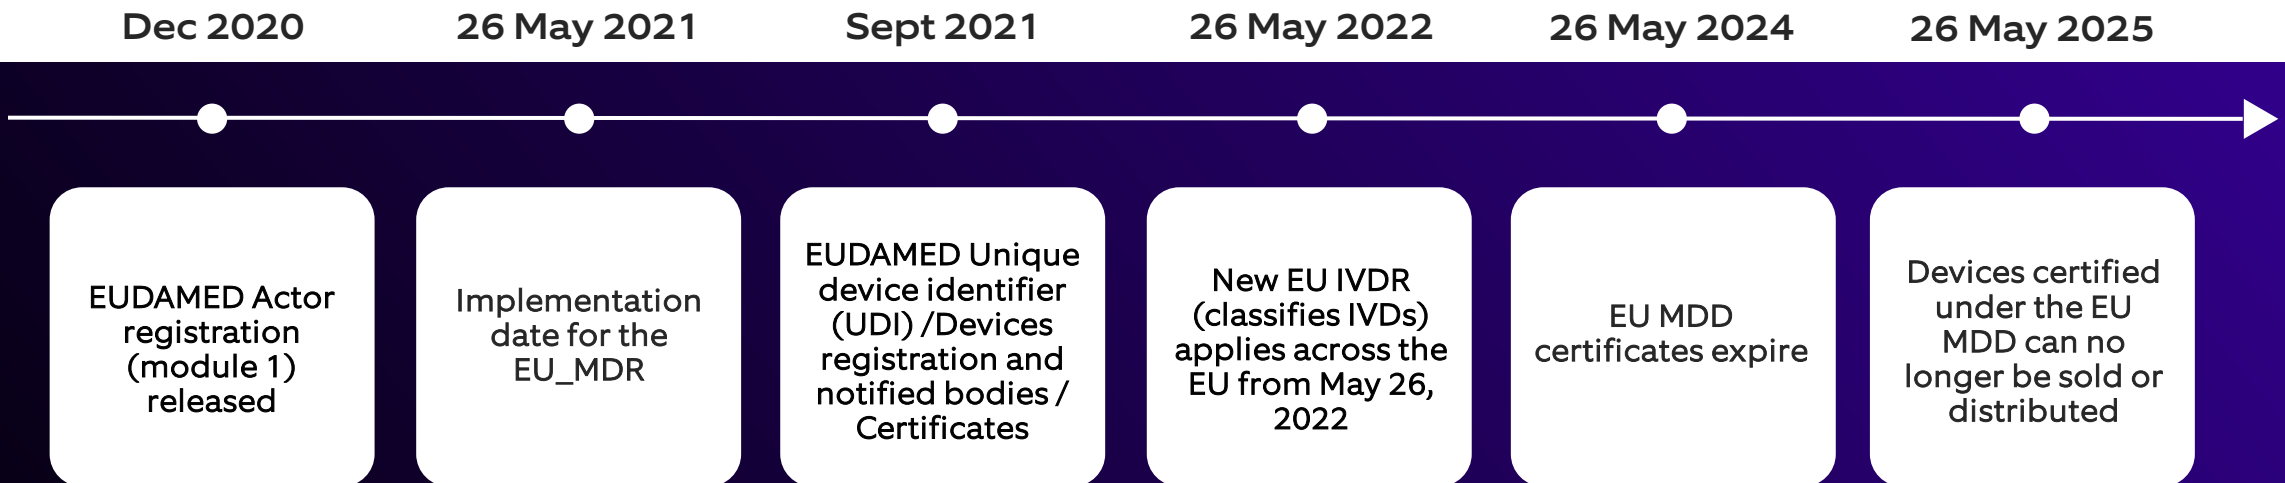 Dec 2020
26 May 2021
Sept 2021
26 May 2022
26 May 2024
26 May 2025
EUDAMED Actor
registration
(module 1)
released
Implementation
date for the
EU_MDR
EUDAMED Unique
device identifier
(UDI) /Devices
registration and
notified bodies /
Certificates
New EU IVDR
(classifies IVDs)
applies across the
EU from May 26,
2022
EU MDD
certificates expire
Devices certified
under the EU
MDD can no
longer be sold or
distributed